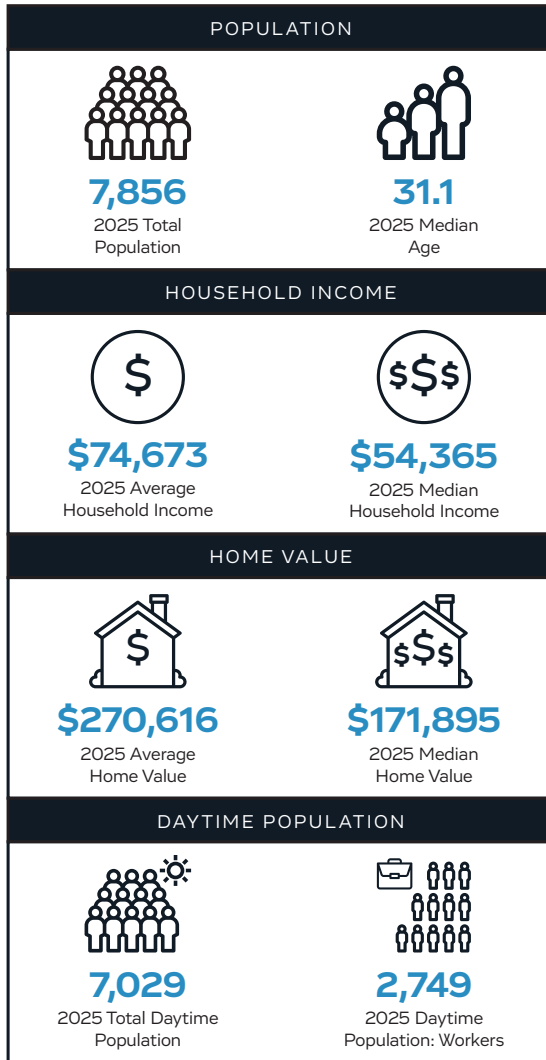 POPULATION
7,856
2025 Total
Population
31.1
2025 Median
Age
HOUSEHOLD INCOME
$
$74,673
2025 Average
Household Income
$$$
$54,365
2025 Median
Household Income
HOME VALUE
$
$270,616
2025 Average
Home Value
$$$
$171,895
2025 Median
Home Value
DAYTIME POPULATION
7,029
2025 Total Daytime
Population
2,749
2025 Daytime
Population: Workers